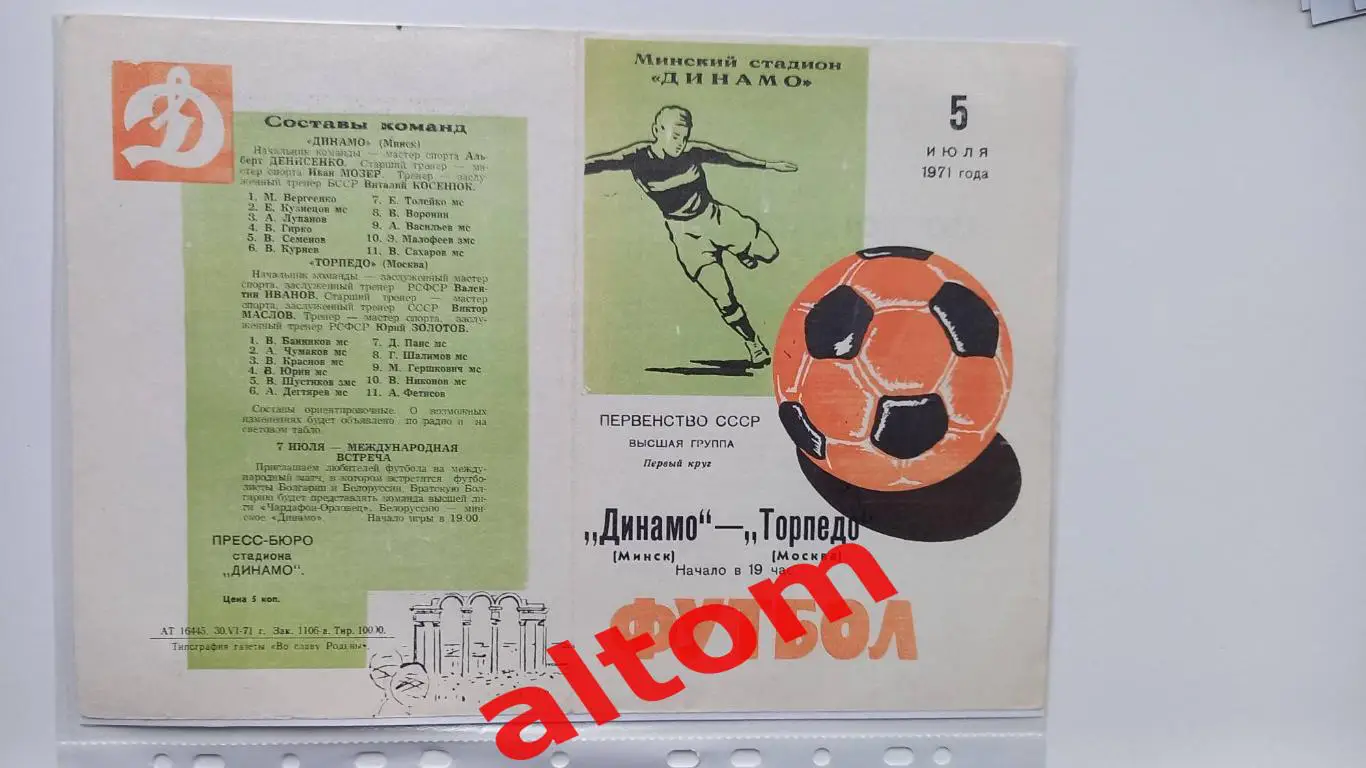 Составы команд
«ДИНАМО» (Минск)
Начальник команды — мастер спорта Аль-
берт ДЕНИСЕНКО. Старший тренер — ма-
стер спорта Иван МОЗЕР. Тренер — заслу-
женный тренер БССР Виталий КОСЕНЮК.
1. М. Вергеенко
2. Е. Кузнецов мс
3. А. Лупанов
4. В. Гирко
5. В. Семенов
6. В. Курнев
7. Е. Толейко мс
8. В. Воронин
9. А. Васильев мс
10. Э. Малофеев змс
11. В. Сахаров мс
«ТОРПЕДО» (Москва)
Начальник команды — заслуженный мастер
спорта, заслуженный тренер РСФСР Вален-
тин ИВАНОВ. Старший тренер — мастер
спорта, заслуженный тренер СССР Виктор
МАСЛОВ. Тренер — мастер спорта, заслу-
женный тренер РСФСР Юрий ЗОЛОТОВ.
1. В. Банников мс
2. А. Чумаков мс
3. В. Краснов мс
4. В. Юрин мс
5. В. Шустиков змс
6. А. Дегтярев мс
7. Д. Паис мс
8. Г. Шалимов мс
9. М. Гершкович мс
10. В. Никонов мс
11. А. Фетисов
Составы ориентировочные. О возможных
изменениях будет объявлено по радио и на
световом табло.
7 ИЮЛЯ — МЕЖДУНАРОДНАЯ
ВСТРЕЧА
Приглашаем любителей футбола на между-
народный матч, в котором встретятся футбо-
листы Болгарии и Белоруссии. Братскую Бол-
гарию будет представлять команда высшей ли-
ги «Чардафон-Орловец», Белоруссию — мин-
ское «Динамо». Начало игры в 19.00
ПРЕСС-БЮРО
стадиона
„ДИНАМО".
Цена 5 коп.
АТ 16445. 30.VI-71 г. Зак. 1106-а. Тир. 10000.
Типография газеты «Во славу Родины».
Минский стадион
«ДИНАМО»
5
ИЮЛЯ
1971 года
ПЕРВЕНСТВО СССР
ВЫСШАЯ ГРУППА
Первый круг
„Динамо"—„Торпедо"
(Минск) (Москва)
Начало в 19 час
ФУТБОЛ
altom